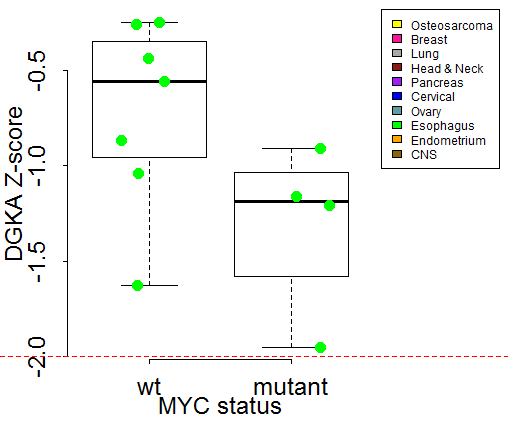 DGKA Z-score
-0.5
-1.0
-1.5
-2.0
wt mutant
MYC status
Osteosarcoma
Breast
Lung
Head & Neck
Pancreas
Cervical
Ovary
Esophagus
Endometrium
CNS